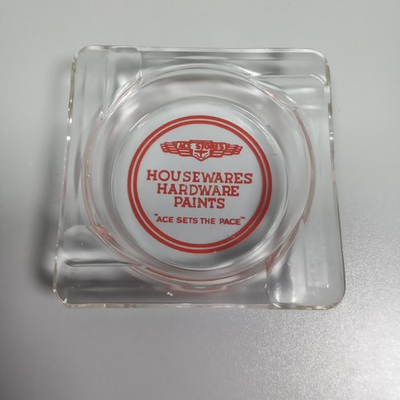 ACE STORES
HOUSEWARES
HARDWARE
PAINTS
"ACE SETS THE PACE"